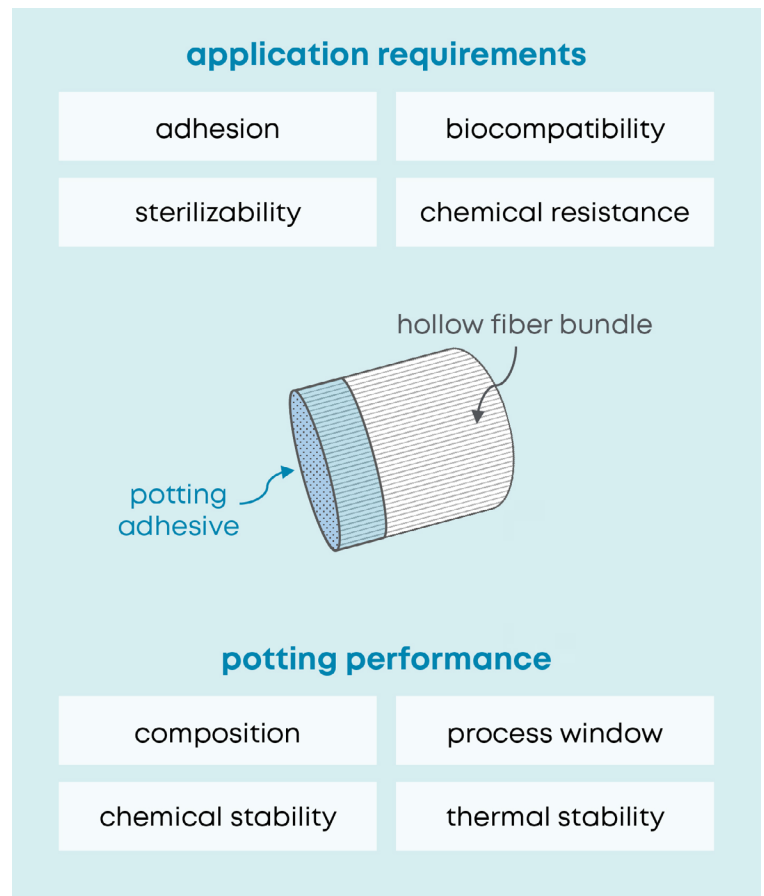 application requirements
adhesion
biocompatibility
sterilizability
chemical resistance
hollow fiber bundle
potting
adhesive
potting performance
composition
process window
chemical stability
thermal stability